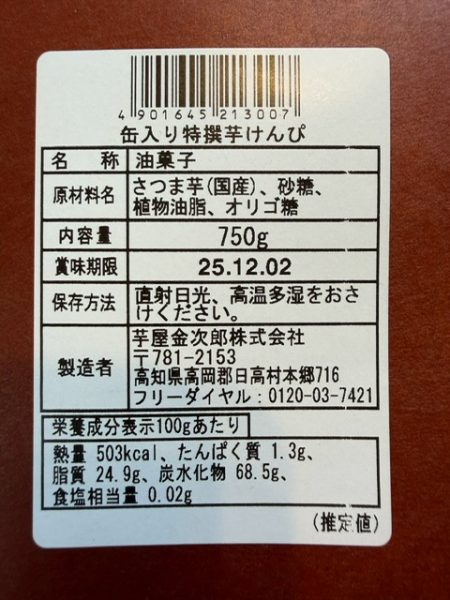 4 901645 213007
缶入り特撰芋けんぴ
名 称 油菓子
原材料名 さつま芋(国産)、砂糖、
植物油脂、オリゴ糖
内容量 750g
賞味期限 25.12.02
保存方法 直射日光、高温多湿をおさ
けください。
製造者 芋屋金次郎株式会社
〒781-2153
高知県高岡郡日高村本郷716
フリーダイヤル:0120-03-7421
栄養成分表示100gあたり
熱量 503kcal、たんぱく質 1.3g、
脂質 24.9g、炭水化物 68.5g、
食塩相当量 0.02g
(推定値)